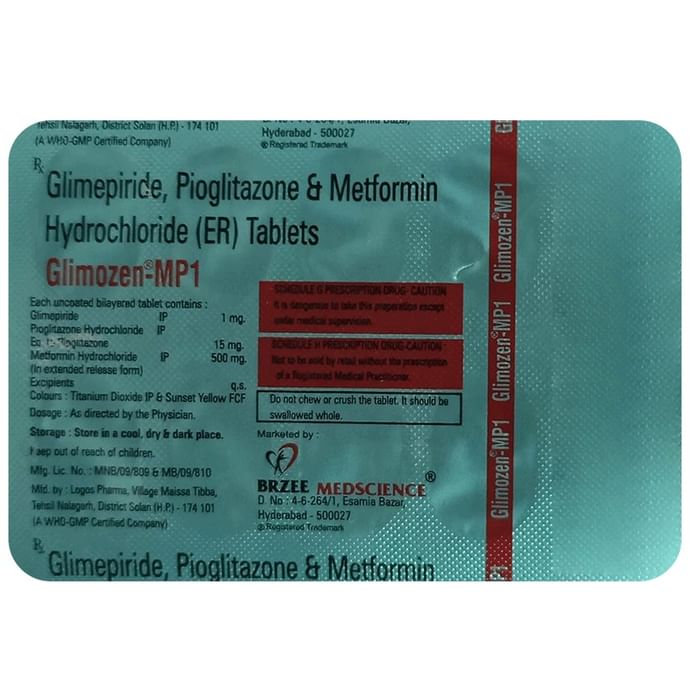 Tehsil Nalagarh, District Solan (H.P.) - 174 101
(A WHO-GMP Certified Company)
D. No : 4-6-264/1, Esamia Bazar,
Hyderabad - 500027
® Registered Trademark
Rx
Glimepiride, Pioglitazone & Metformin
Hydrochloride (ER) Tablets
Glimozen®-MP1
Each uncoated bilayered tablet contains :
Glimepiride IP 1 mg.
Pioglitazone Hydrochloride IP
Eq. to Pioglitazone 15 mg.
Metformin Hydrochloride IP 500 mg.
(In extended release form)
Excipients q.s.
Colours : Titanium Dioxide IP & Sunset Yellow FCF
Dosage : As directed by the Physician.
Storage : Store in a cool, dry & dark place.
Keep out of reach of children.
Mfg. Lic. No. : MNB/09/809 & MB/09/810
Mfd. by : Logos Pharma, Village Maissa Tibba,
Tehsil Nalagarh, District Solan (H.P.) - 174 101
(A WHO-GMP Certified Company)
SCHEDULE G PRESCRIPTION DRUG- CAUTION
It is dangerous to take this preparation except
under medical supervision.
SCHEDULE H PRESCRIPTION DRUG-CAUTION
Not to be sold by retail without the prescription
of a Registered Medical Practitioner.
Do not chew or crush the tablet. It should be
swallowed whole.
Marketed by :
BRZEE MEDSCIENCE®
D. No : 4-6-264/1, Esamia Bazar,
Hyderabad - 500027
® Registered Trademark
Rx
Glimepiride, Pioglitazone & Metformin
Gl
Glimozen®-MP1
Glimozen®-MP1
Glimozen®-MP1
P1